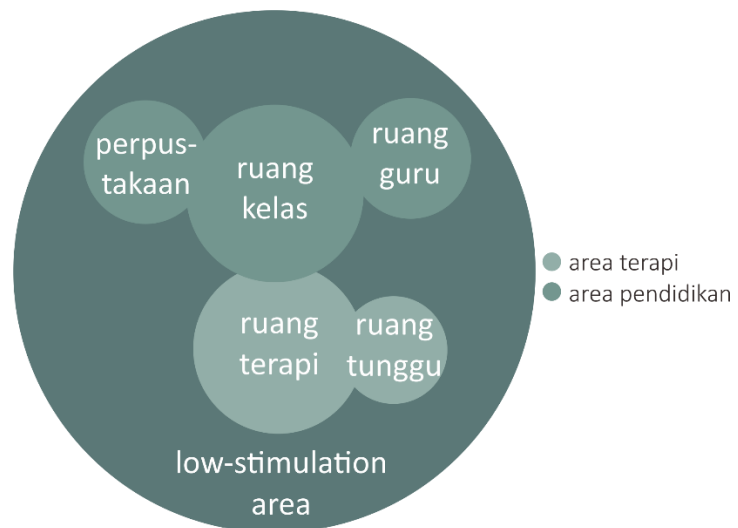 perpus-
takaan
ruang
kelas
ruang
guru
ruang
terapi
ruang
tunggu
low-stimulation
area
area terapi
area pendidikan